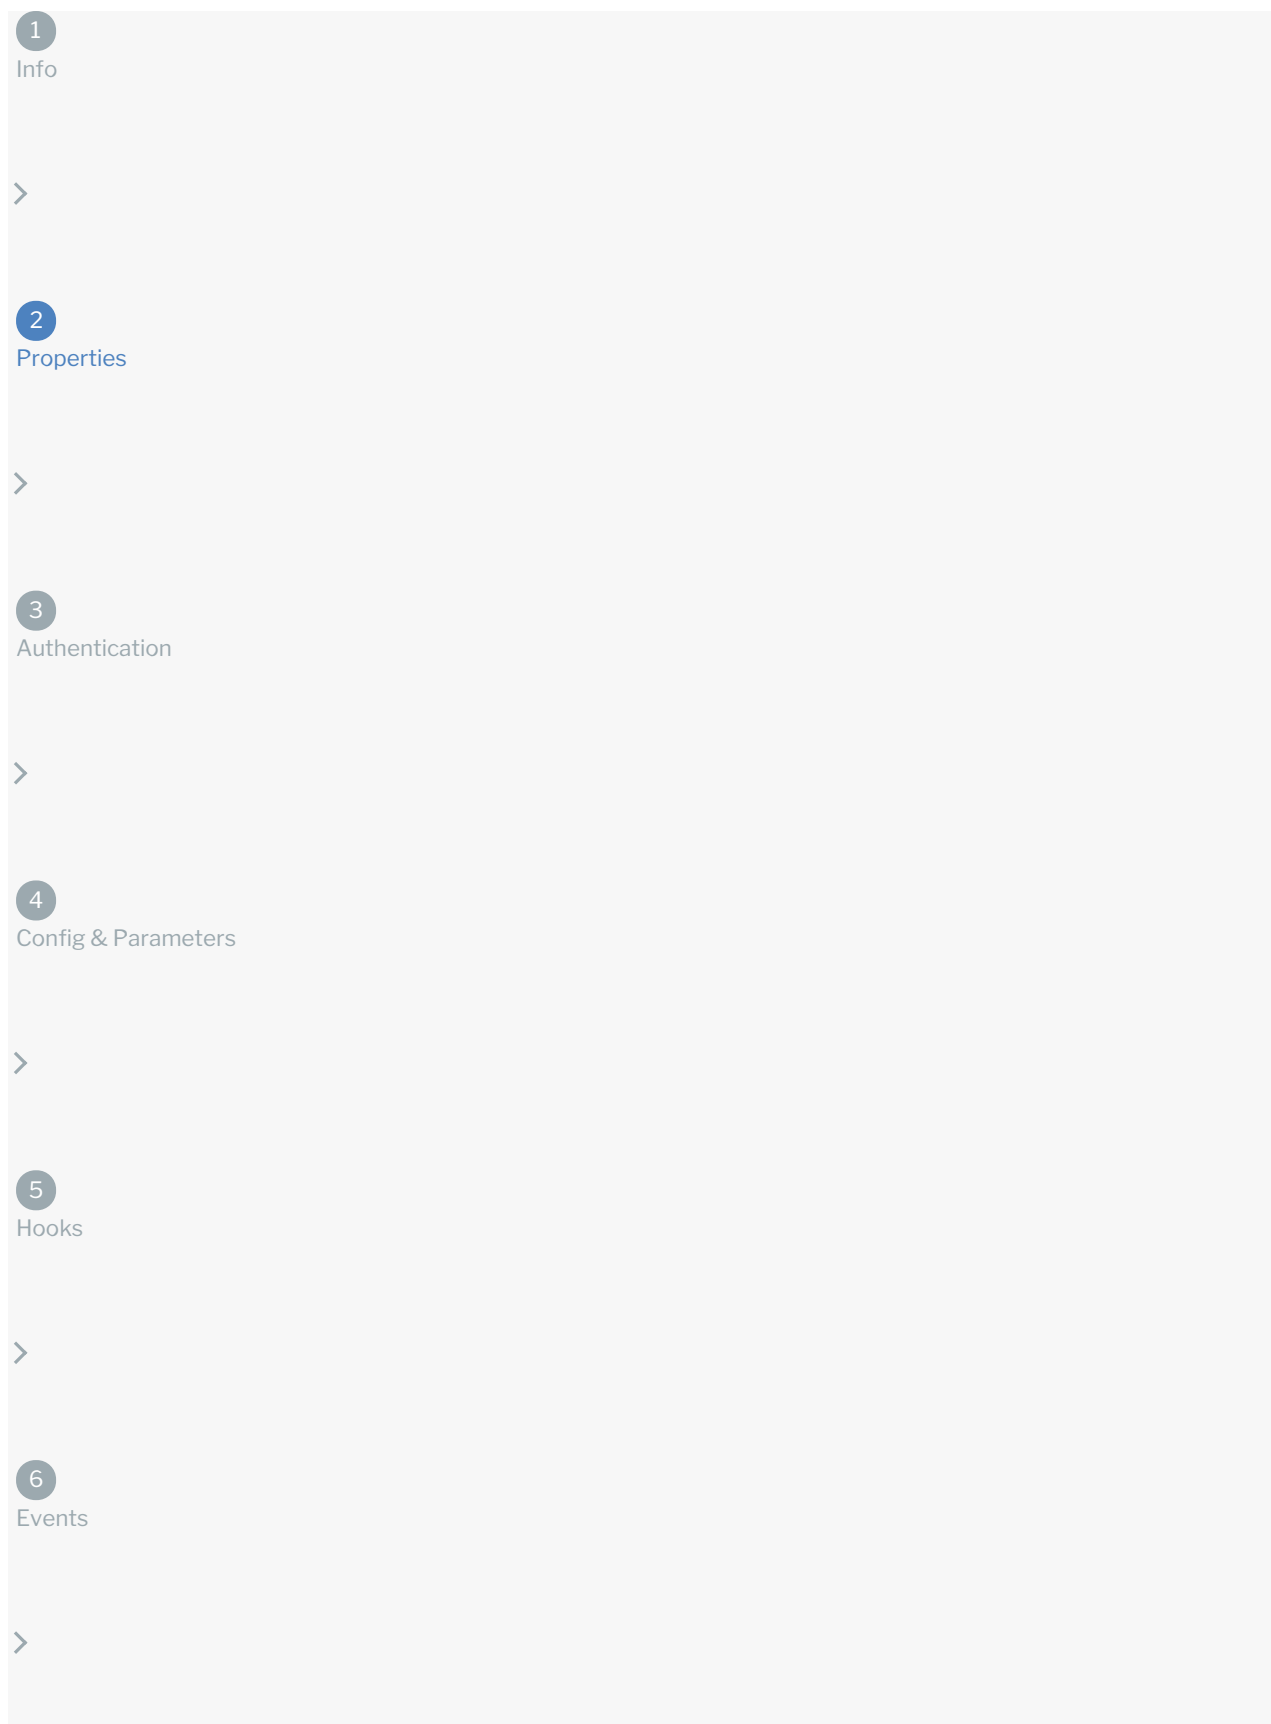 1
Info
2
Properties
3
Authentication
4
Config & Parameters
5
Hooks
6
Events